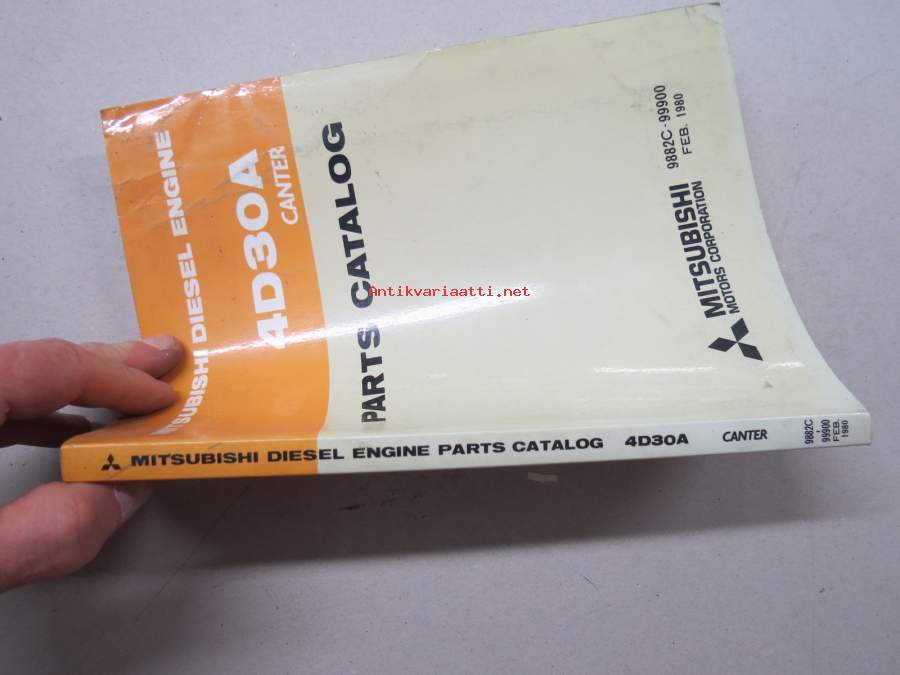 MITSUBISHI DIESEL ENGINE
4D30A
CANTER
PARTS CATALOG
9882C-99900
FEB. 1980
MITSUBISHI
MOTORS CORPORATION
Antikvariaatti.net
MITSUBISHI DIESEL ENGINE PARTS CATALOG 4D30A CANTER
9882C
-
99900
FEB. 1980